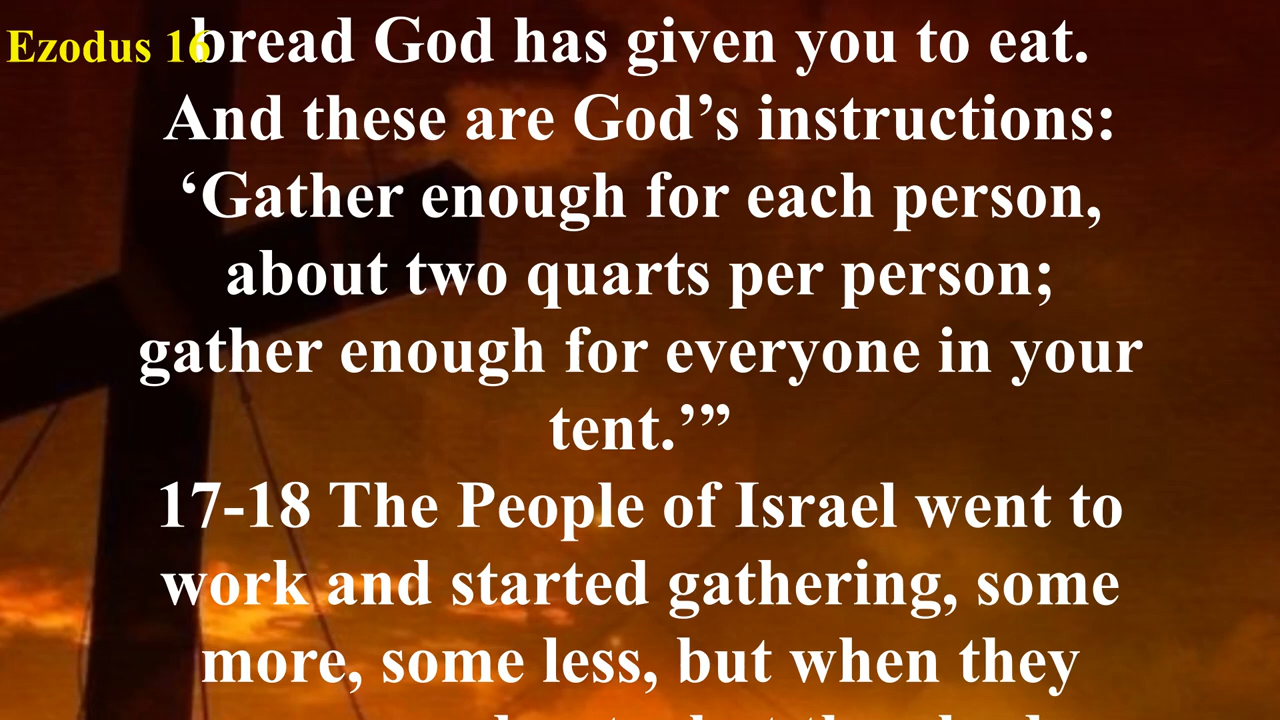 Ezodus 16
bread God has given you to eat.
And these are God’s instructions:
‘Gather enough for each person,
about two quarts per person;
gather enough for everyone in your
tent.’”
17-18 The People of Israel went to
work and started gathering, some
more, some less, but when they